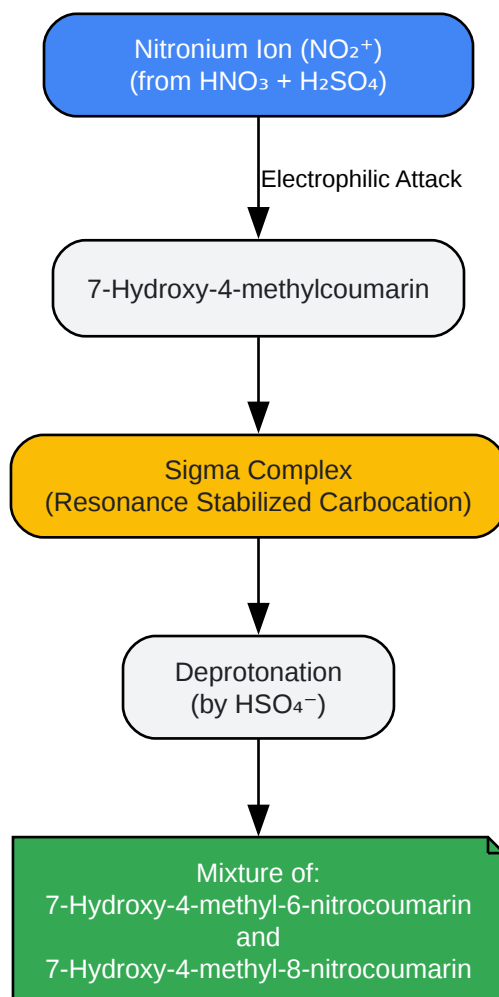 Nitronium Ion (NO₂⁺)
(from HNO₃ + H₂SO₄)
Electrophilic Attack
7-Hydroxy-4-methylcoumarin
Sigma Complex
(Resonance Stabilized Carbocation)
Deprotonation
(by HSO₄⁻)
Mixture of:
7-Hydroxy-4-methyl-6-nitrocoumarin
and
7-Hydroxy-4-methyl-8-nitrocoumarin